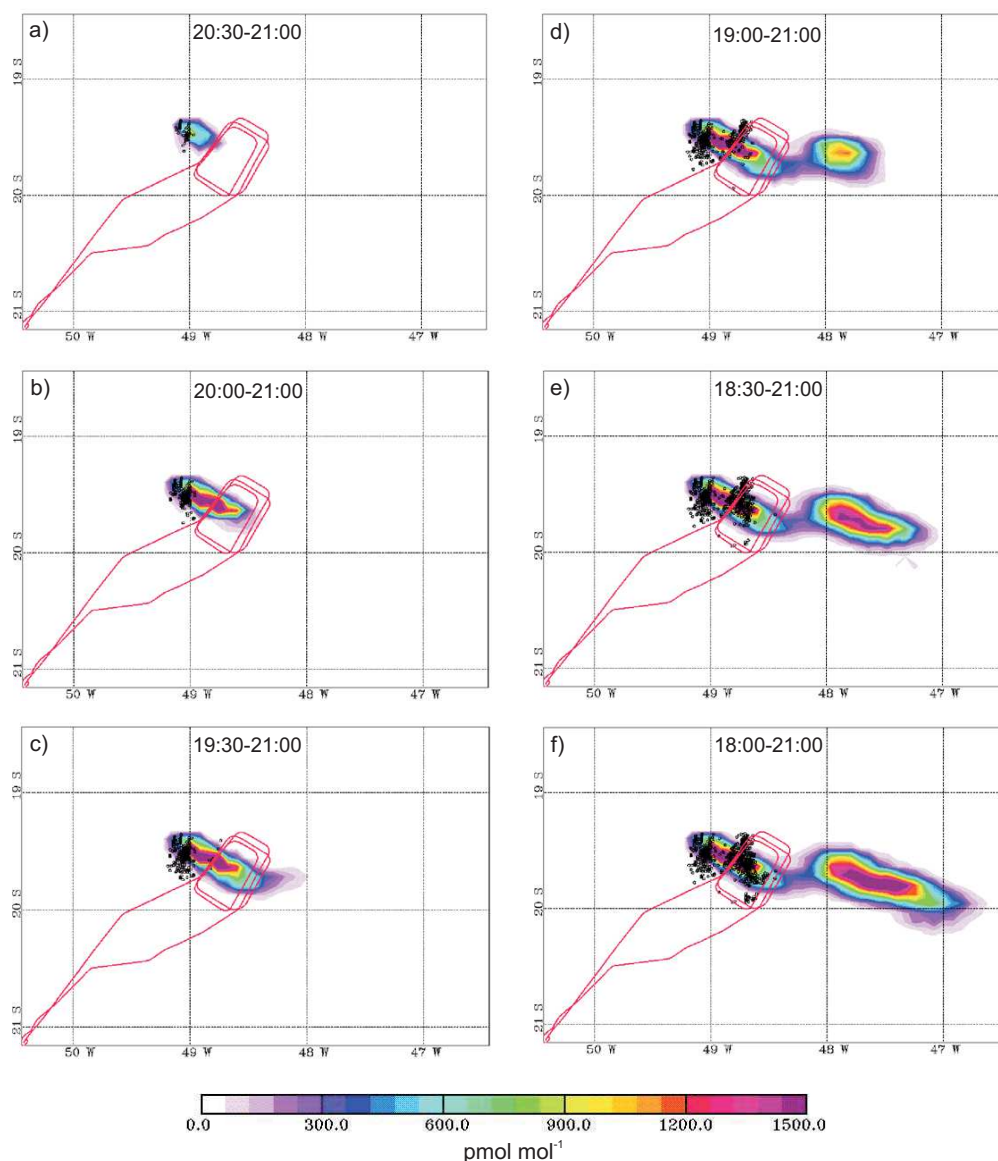 a) 20:30-21:00
19 S
20 S
21 S
50 W 49 W 48 W 47 W
d) 19:00-21:00
19 S
20 S
21 S
50 W 49 W 48 W 47 W
b) 20:00-21:00
19 S
20 S
21 S
50 W 49 W 48 W 47 W
e) 18:30-21:00
19 S
20 S
21 S
50 W 49 W 48 W 47 W
c) 19:30-21:00
19 S
20 S
21 S
50 W 49 W 48 W 47 W
f) 18:00-21:00
19 S
20 S
21 S
50 W 49 W 48 W 47 W
0.0 300.0 600.0 900.0 1200.0 1500.0
pmol mol⁻¹